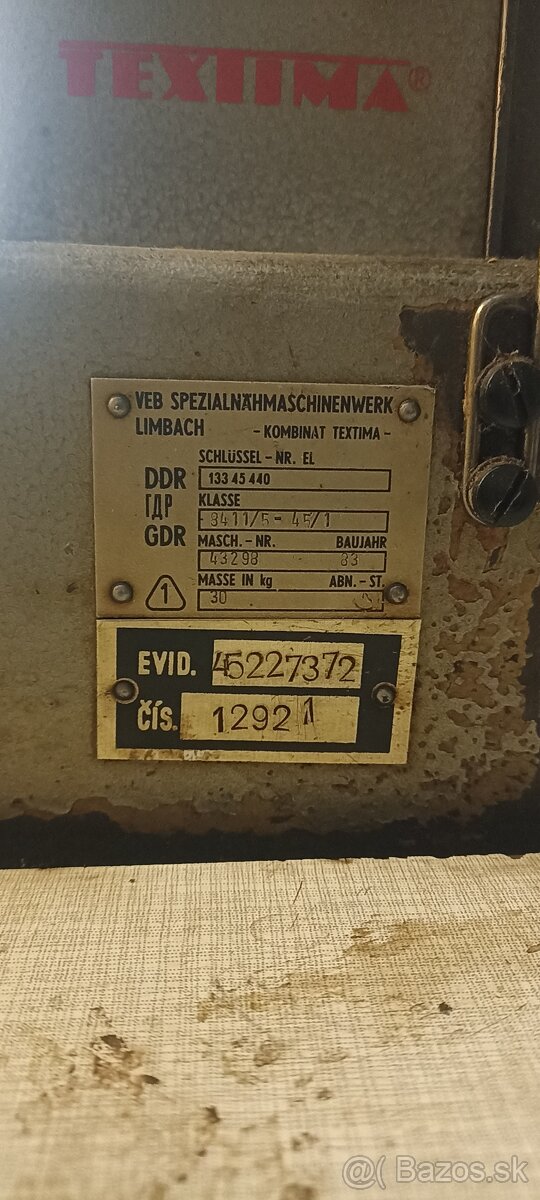 TEXTIMA®
VEB SPEZIALNÄHMASCHINENWERK
LIMBACH - KOMBINAT TEXTIMA -
SCHLÜSSEL - NR. EL
DDR 133 45 440
ГДР KLASSE
8411/5 - 45/1
GDR MASCH. - NR. BAUJAHR
43298 83
MASSE IN kg ABN. - ST.
1 30
EVID. 45227372
ČÍS. 12921
@( Bazos.sk